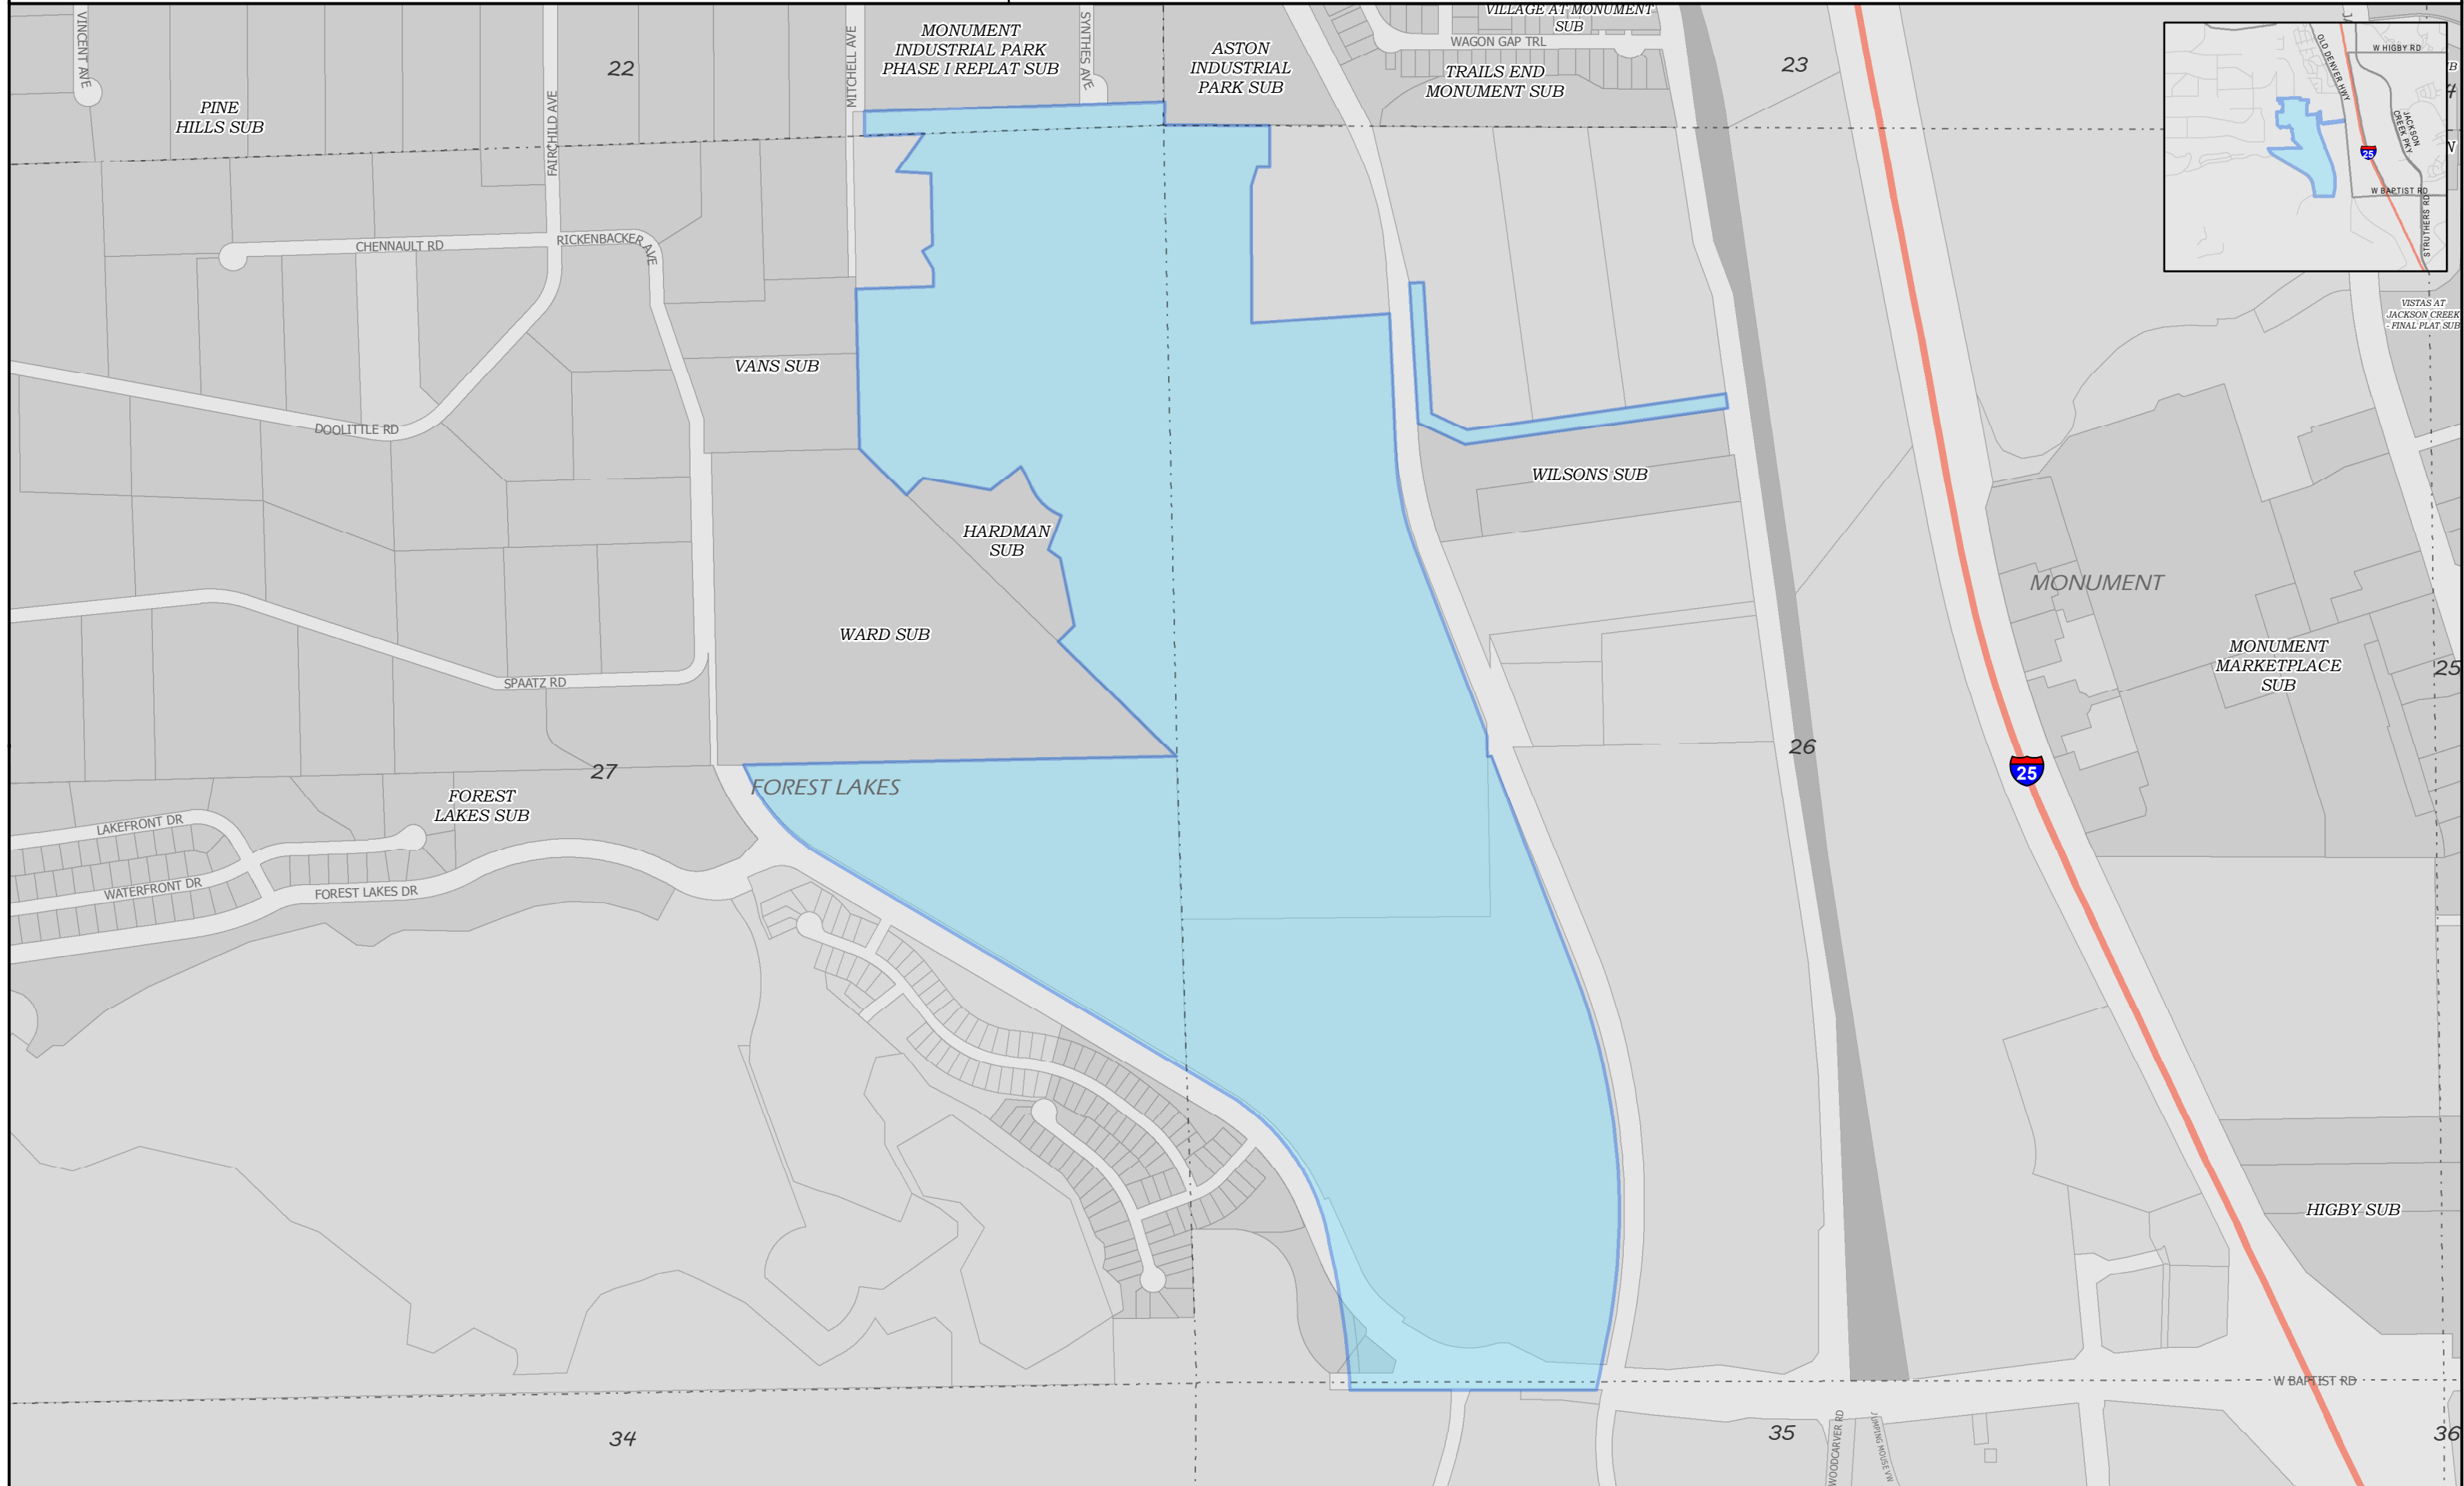 VINCENT AVE
PINE
HILLS SUB
22
FAIRCHILD AVE
MITCHELL AVE
MONUMENT
INDUSTRIAL PARK
PHASE I REPLAT SUB
SYNTHES AVE
ASTON
INDUSTRIAL
PARK SUB
VILLAGE AT MONUMENT
SUB
WAGON GAP TRL
TRAILS END
MONUMENT SUB
23
OLD DENVER HWY
W HIGBY RD
JACKSON
CREEK PKY
25
W BAPTIST RD
STRUTHERS RD
VISTAS AT
JACKSON CREEK
- FINAL PLAT SUB
CHENNAULT RD
RICKENBACKER AVE
DOOLITTLE RD
VANS SUB
HARDMAN
SUB
WILSONS SUB
MONUMENT
WARD SUB
MONUMENT
MARKETPLACE
SUB
25
SPAATZ RD
26
25
27
FOREST LAKES
FOREST
LAKES SUB
LAKEFRONT DR
WATERFRONT DR
FOREST LAKES DR
HIGBY SUB
W BAPTIST RD
34
35
36
WOODCARVER RD
JUMPING MOUSE VW